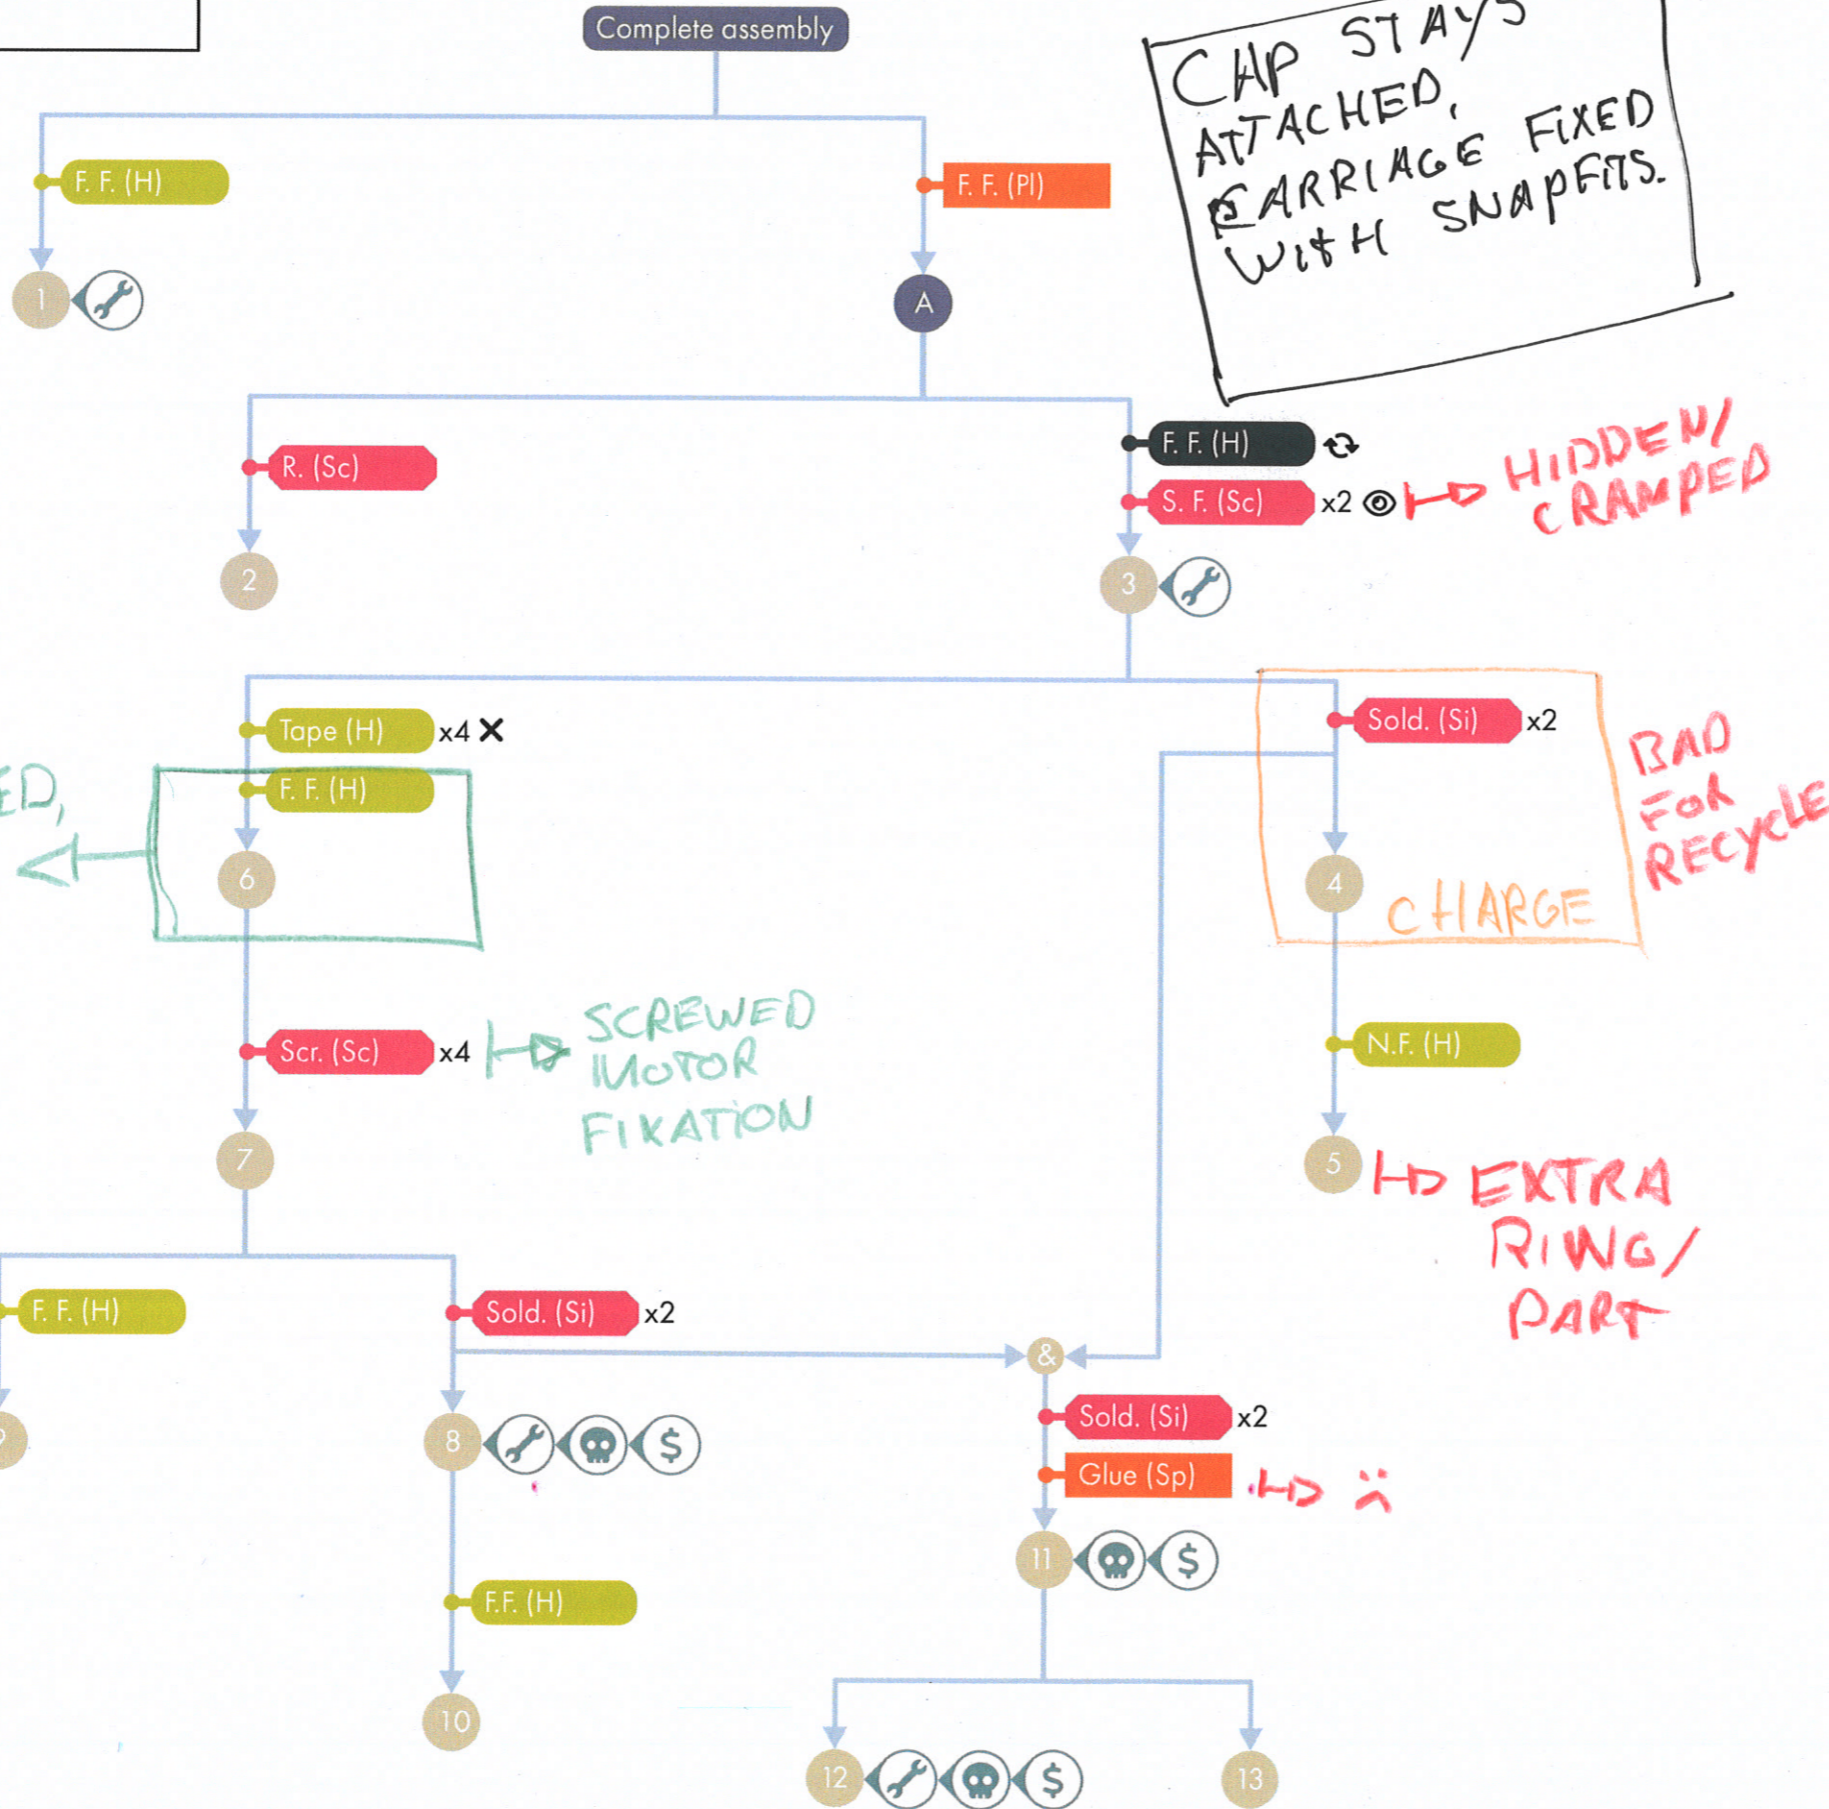 Complete assembly
CAP STAYS
ATTACHED,
CARRIAGE FIXED
WITH SNAPFITS.
F. F. (H)
F. F. (Pl)
1
A
R. (Sc)
F. F. (H)
S. F. (Sc) x2
HIDDEN/
CRAMPED
2
3
Tape (H) x4
F. F. (H)
ED,
6
Sold. (Si) x2
BAD
FOR
RECYCLE
4
CHARGE
Scr. (Sc) x4
SCREWED
MOTOR
FIXATION
7
N.F. (H)
5
EXTRA
RING/
PART
F. F. (H)
Sold. (Si) x2
&
9
8
$
Sold. (Si) x2
Glue (Sp)
11
$
F.F. (H)
10
12
$
13